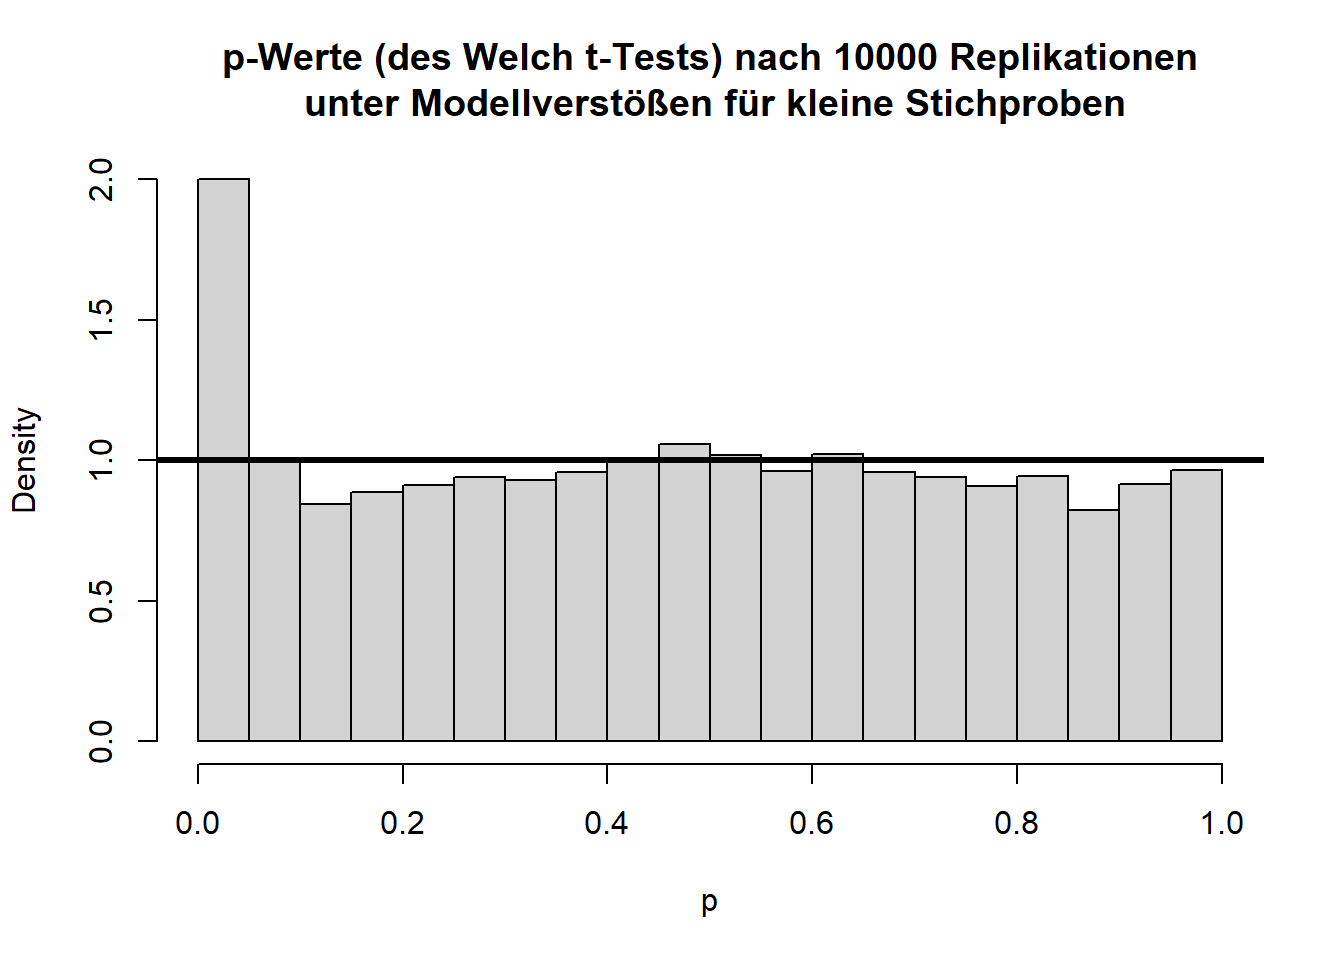 p-Werte (des Welch t-Tests) nach 10000 Replikationen
unter Modellverstößen für kleine Stichproben
Density
2.0
1.5
1.0
0.5
0.0
0.0 0.2 0.4 0.6 0.8 1.0
p